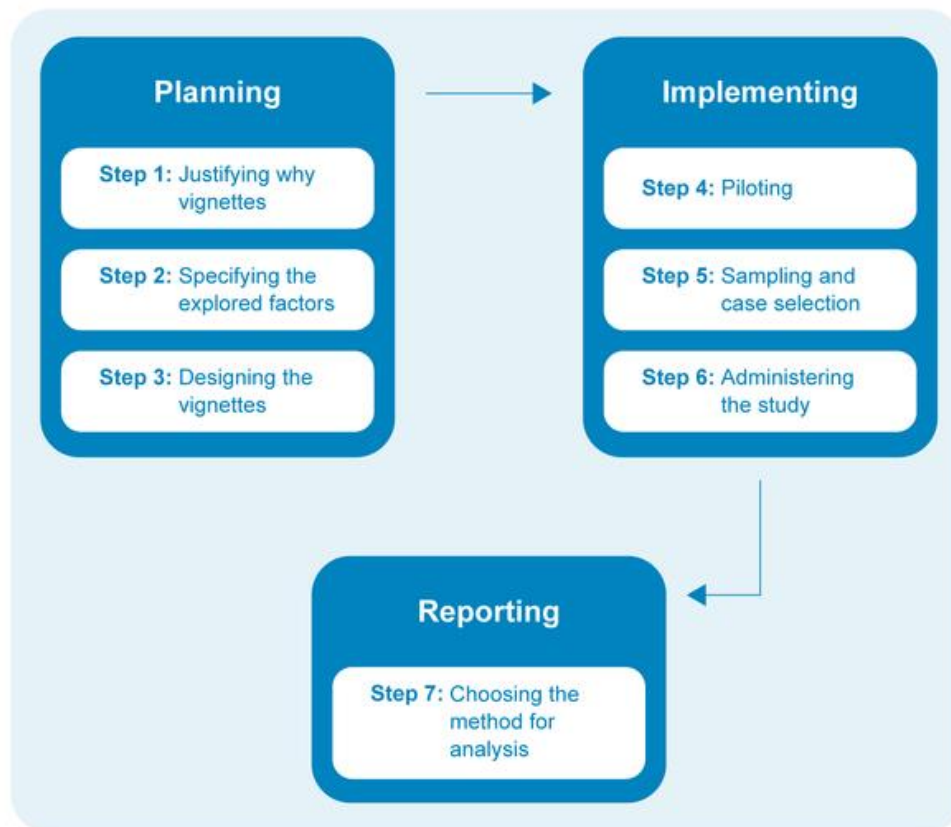 Planning
Step 1: Justifying why
vignettes
Step 2: Specifying the
explored factors
Step 3: Designing the
vignettes
Implementing
Step 4: Piloting
Step 5: Sampling and
case selection
Step 6: Administering
the study
Reporting
Step 7: Choosing the
method for
analysis